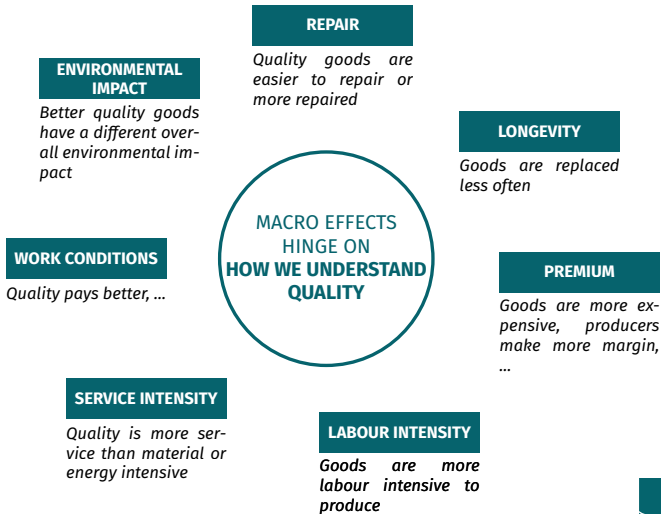 REPAIR
Quality goods are
easier to repair or
more repaired
ENVIRONMENTAL
IMPACT
Better quality goods
have a different over-
all environmental im-
pact
LONGEVITY
Goods are replaced
less often
MACRO EFFECTS
HINGE ON
HOW WE UNDERSTAND
QUALITY
WORK CONDITIONS
Quality pays better, ...
PREMIUM
Goods are more ex-
pensive, producers
make more margin,
...
SERVICE INTENSITY
Quality is more ser-
vice than material or
energy intensive
LABOUR INTENSITY
Goods are more
labour intensive to
produce